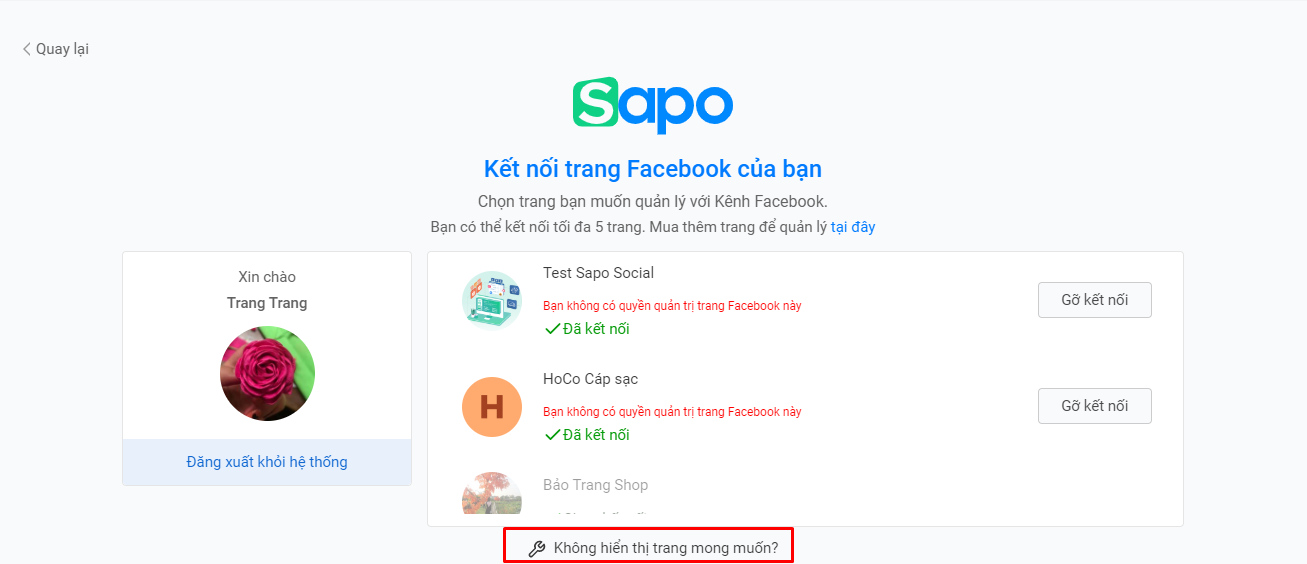 Quay lại
Sapo
Kết nối trang Facebook của bạn
Chọn trang bạn muốn quản lý với Kênh Facebook.
Bạn có thể kết nối tối đa 5 trang. Mua thêm trang để quản lý tại đây
Xin chào
Trang Trang
Đăng xuất khỏi hệ thống
Test Sapo Social
Bạn không có quyền quản trị trang Facebook này
Đã kết nối
Gỡ kết nối
H
HoCo Cáp sạc
Bạn không có quyền quản trị trang Facebook này
Đã kết nối
Gỡ kết nối
Bảo Trang Shop
Không hiển thị trang mong muốn?